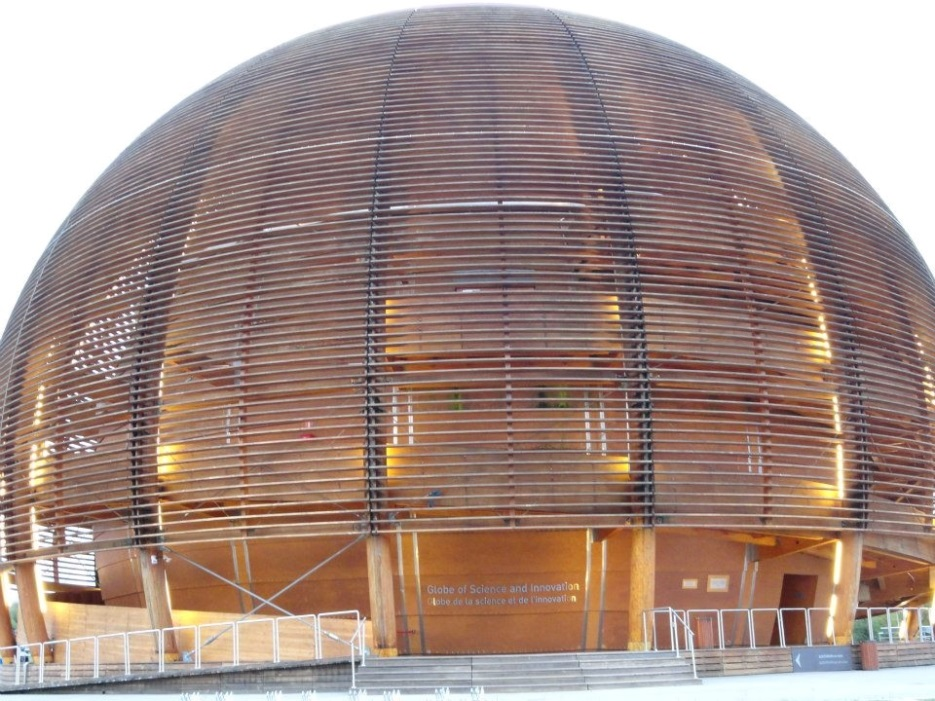 Globe of Science and Innovation
Globe de la science et de l'innovation